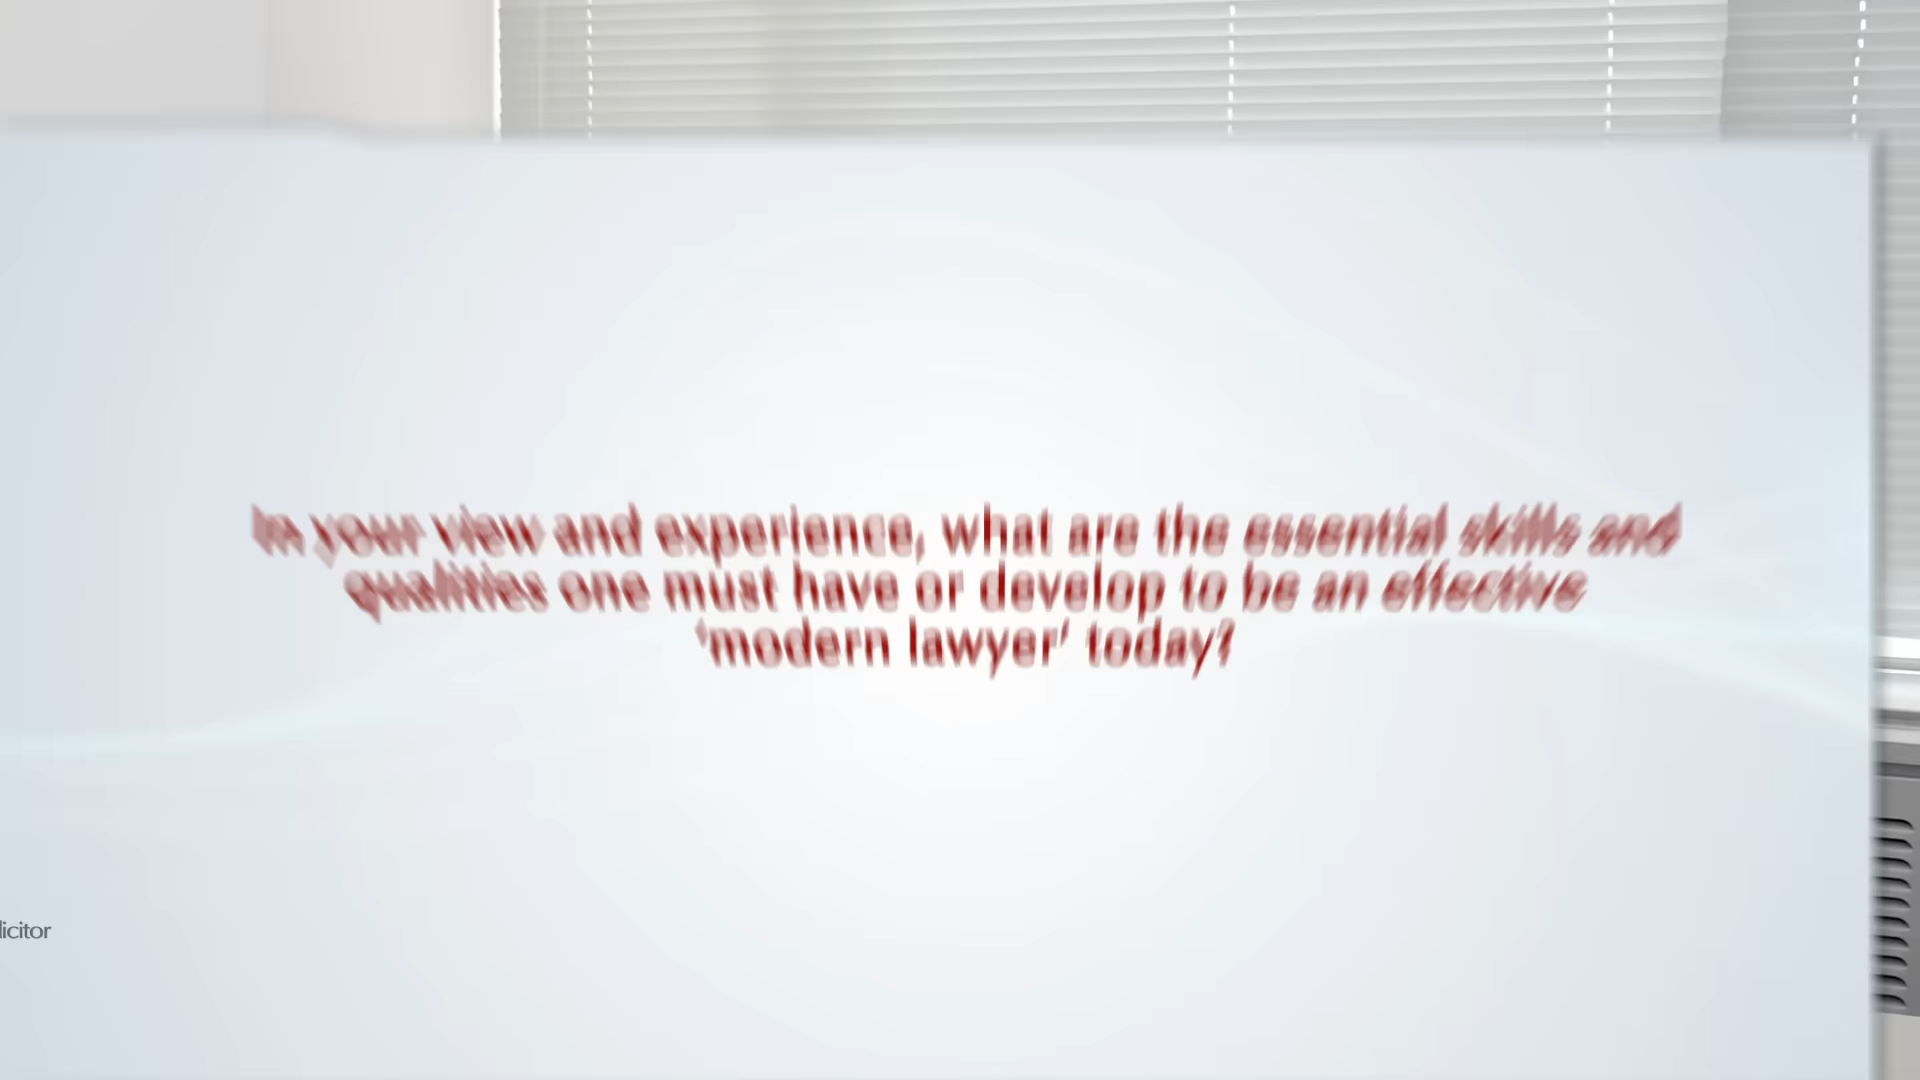 In your view and experience, what are the essential skills and
qualities one must have or develop to be an effective
'modern lawyer' today?
licitor